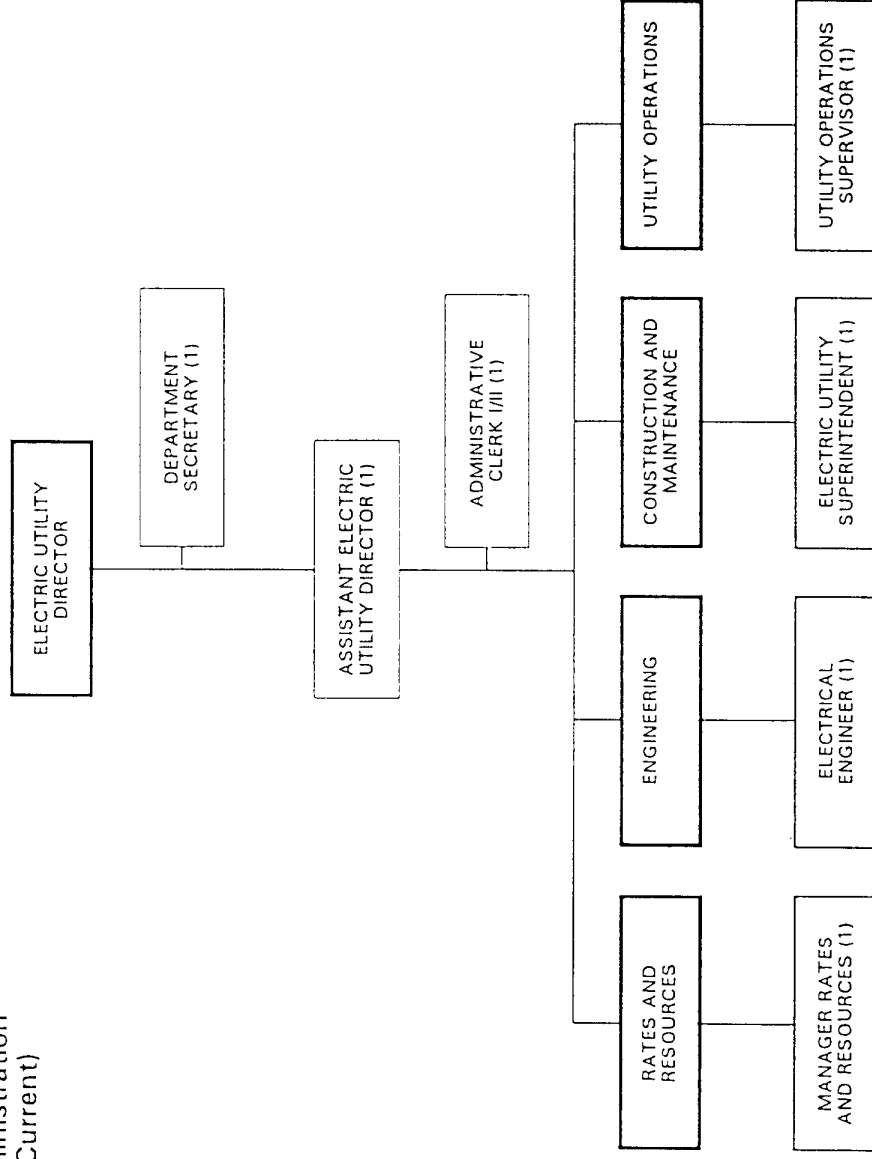 (Current)
ELECTRIC UTILITY
DIRECTOR
DEPARTMENT
SECRETARY (1)
ASSISTANT ELECTRIC
UTILITY DIRECTOR (1)
ADMINISTRATIVE
CLERK I/II (1)
RATES AND
RESOURCES
ENGINEERING
CONSTRUCTION AND
MAINTENANCE
UTILITY OPERATIONS
MANAGER RATES
AND RESOURCES (1)
ELECTRICAL
ENGINEER (1)
ELECTRIC UTILITY
SUPERINTENDENT (1)
UTILITY OPERATIONS
SUPERVISOR (1)